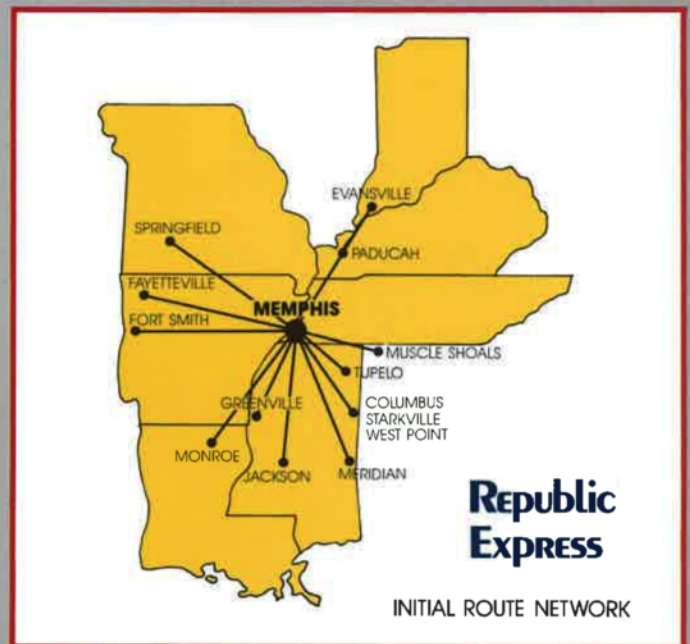 EVANSVILLE
SPRINGFIELD
PADUCAH
FAYETTEVILLE
MEMPHIS
FORT SMITH
MUSCLE SHOALS
TUPELO
GREENVILLE
COLUMBUS
STARKVILLE
WEST POINT
MONROE
JACKSON
MERIDIAN
Republic
Express
INITIAL ROUTE NETWORK